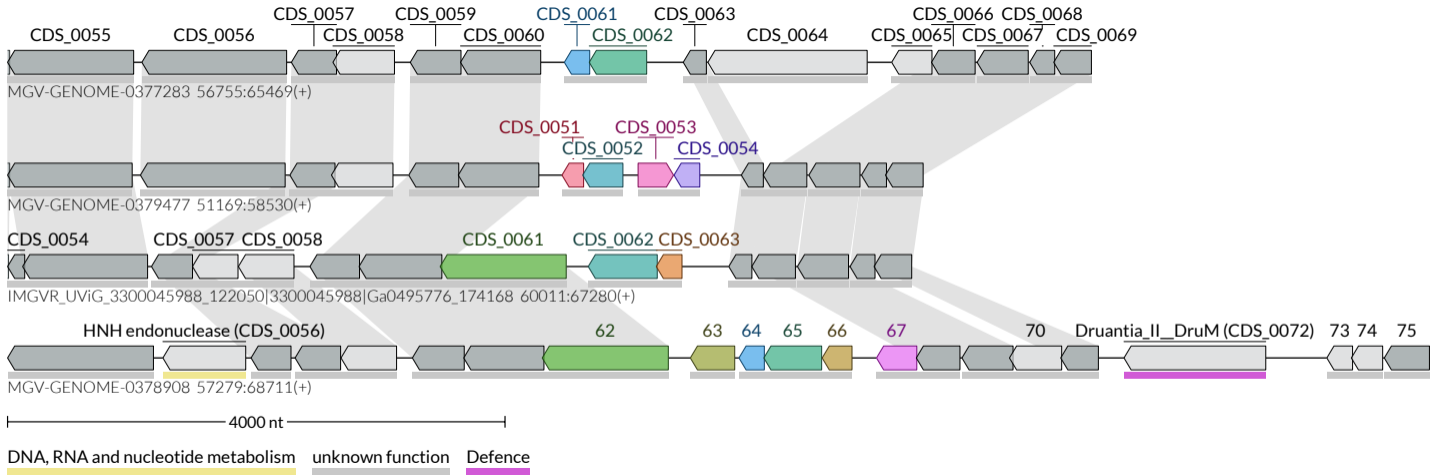 CDS_0057 CDS_0059 CDS_0061 CDS_0063 CDS_0066 CDS_0068
CDS_0055 CDS_0056 CDS_0058 CDS_0060 CDS_0062 CDS_0064 CDS_0065 CDS_0067 CDS_0069
MGV-GENOME-0377283 56755:65469(+)
CDS_0051 CDS_0053
CDS_0052 CDS_0054
MGV-GENOME-0379477 51169:58530(+)
CDS_0054 CDS_0057 CDS_0058 CDS_0061 CDS_0062 CDS_0063
IMGVR_UViG_3300045988_122050|3300045988|Ga0495776_174168 60011:67280(+)
HNH endonuclease (CDS_0056) 62 63 64 65 66 67 70 Druantia_II__DruM (CDS_0072) 73 74 75
MGV-GENOME-0378908 57279:68711(+)
4000 nt
DNA, RNA and nucleotide metabolism unknown function Defence